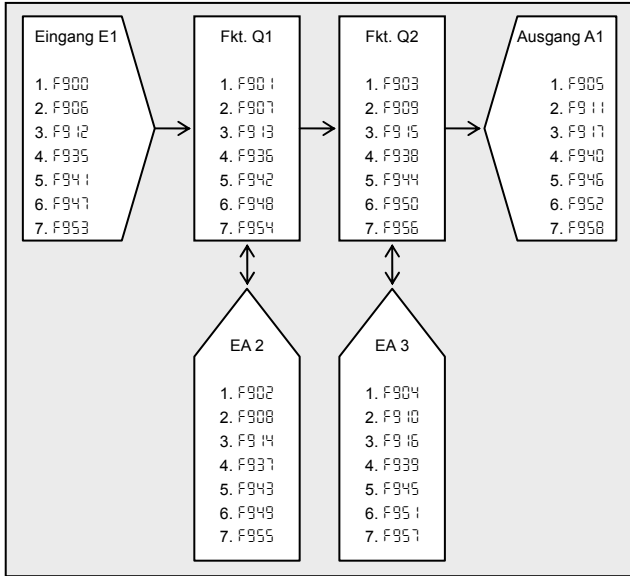 Eingang E1
1. F900
2. F906
3. F912
4. F935
5. F941
6. F947
7. F953
Fkt. Q1
1. F901
2. F907
3. F913
4. F936
5. F942
6. F948
7. F954
Fkt. Q2
1. F903
2. F909
3. F915
4. F938
5. F944
6. F950
7. F956
Ausgang A1
1. F905
2. F911
3. F917
4. F940
5. F946
6. F952
7. F958
EA 2
1. F902
2. F908
3. F914
4. F937
5. F943
6. F949
7. F955
EA 3
1. F904
2. F910
3. F916
4. F939
5. F945
6. F951
7. F957